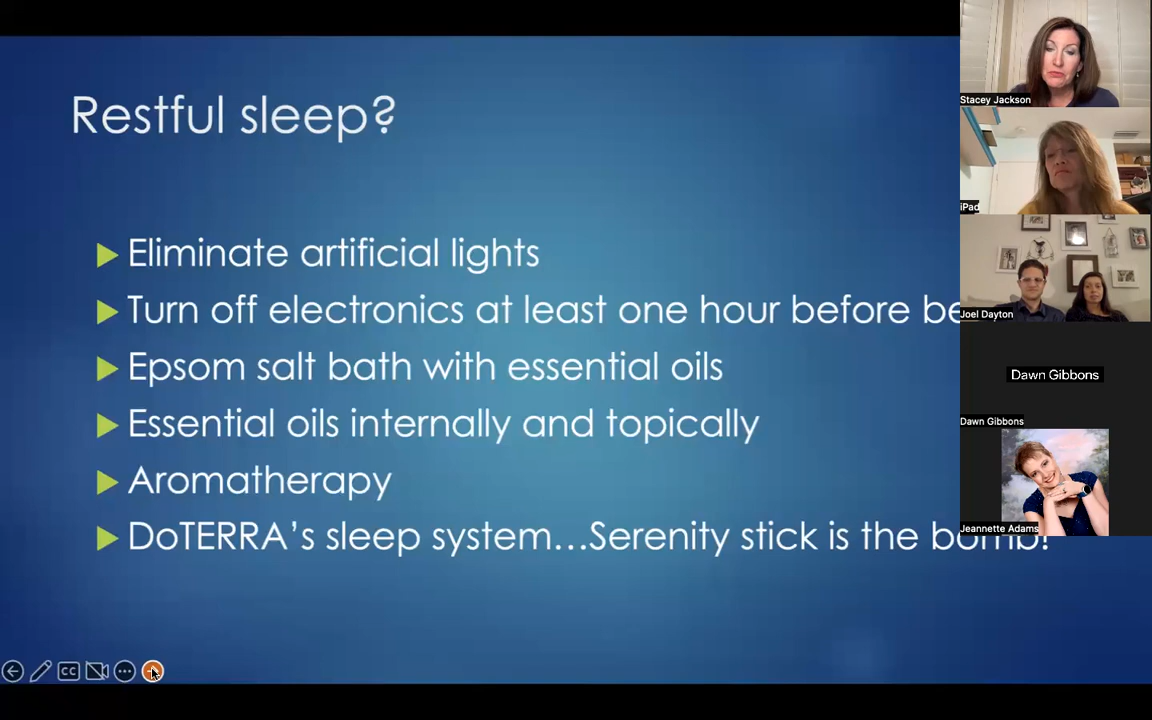 Restful sleep?
Eliminate artificial lights
Turn off electronics at least one hour before be
Epsom salt bath with essential oils
Essential oils internally and topically
Aromatherapy
DoTERRA's sleep system...Serenity stick is the bomb!
CC
Stacey Jackson
iPad
Joel Dayton
Dawn Gibbons
Dawn Gibbons
Jeannette Adams